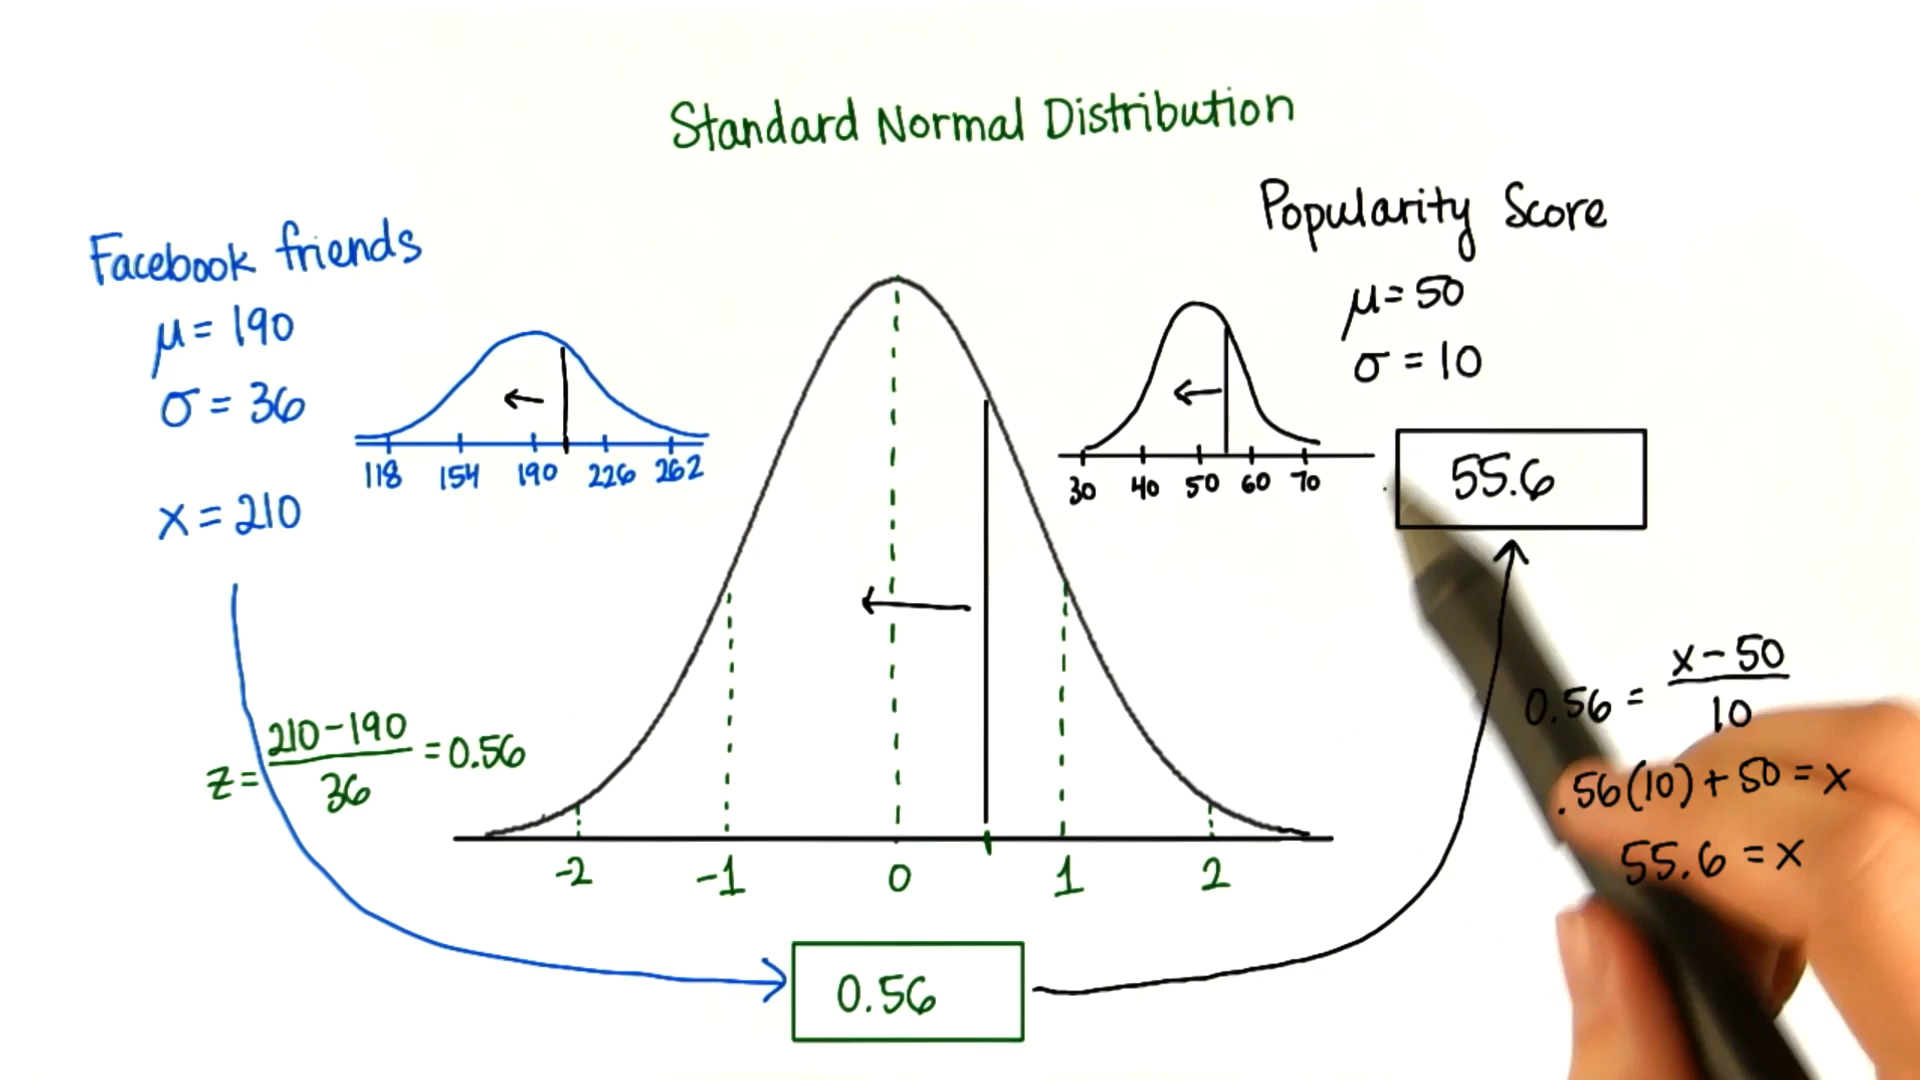 Standard Normal Distribution
Facebook friends
μ = 190
σ = 36
x = 210
118 154 190 226 262
Popularity Score
μ = 50
σ = 10
30 40 50 60 70
55.6
z = 210 - 190 / 36 = 0.56
0.56 = x - 50 / 10
.56(10) + 50 = x
55.6 = x
-2 -1 0 1 2
0.56